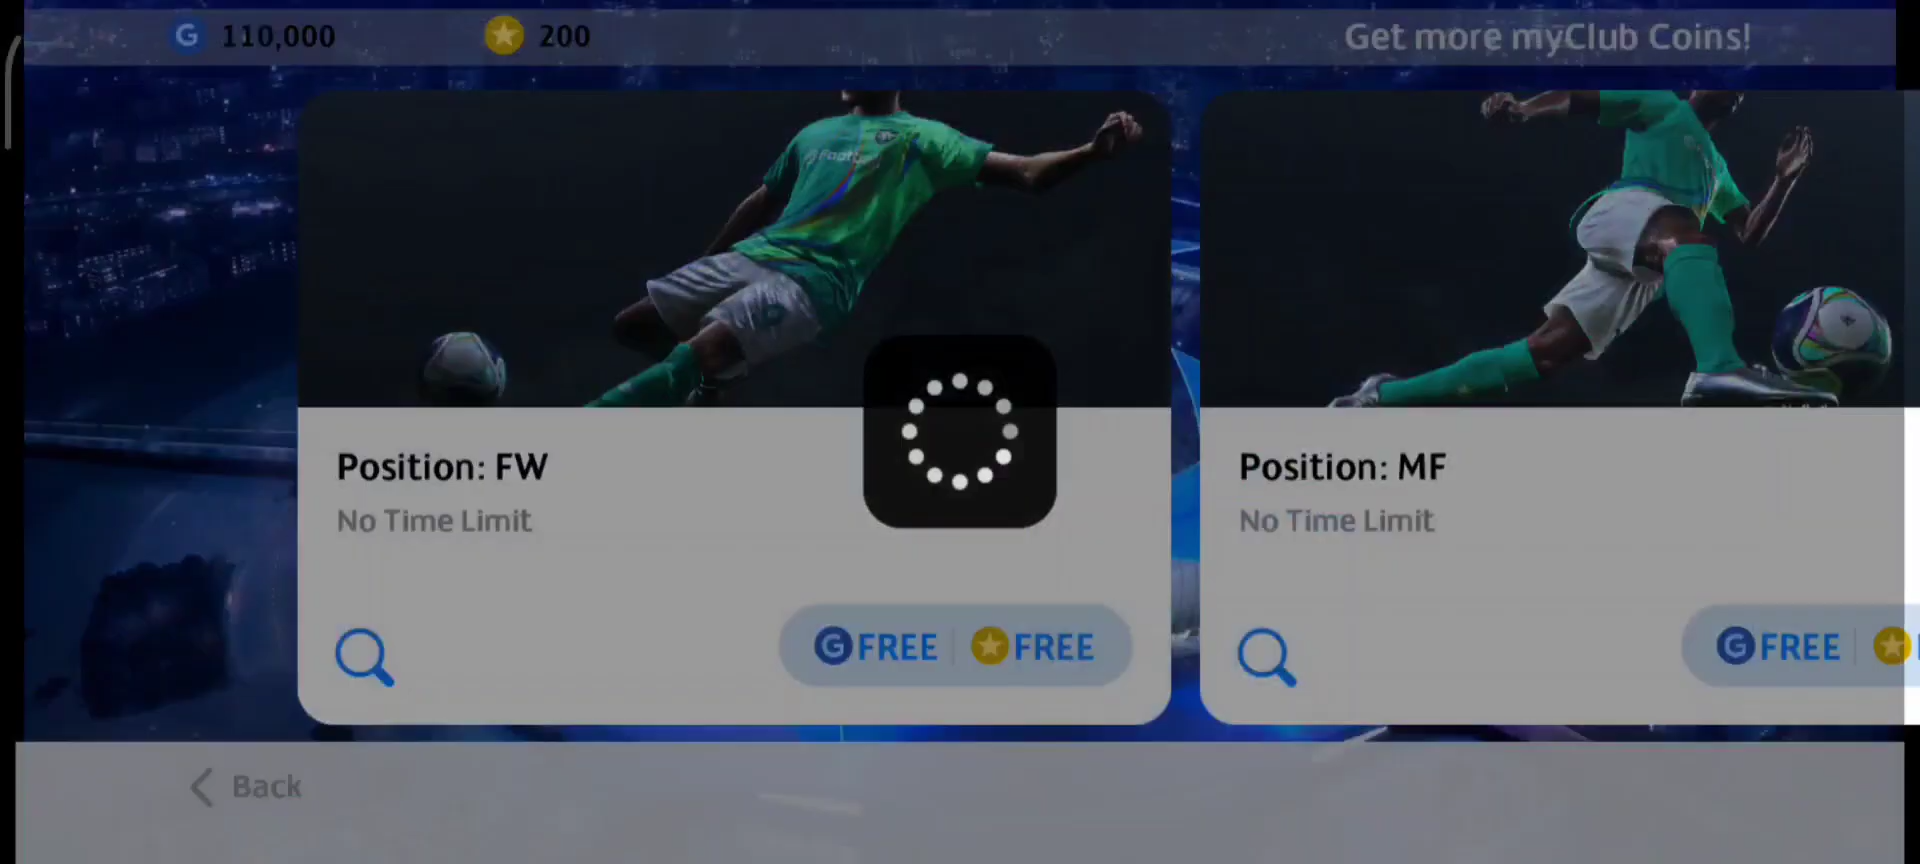 110,000 200 Get more myClub Coins!
Position: FW
No Time Limit
FREE FREE
Position: MF
No Time Limit
FREE
Back